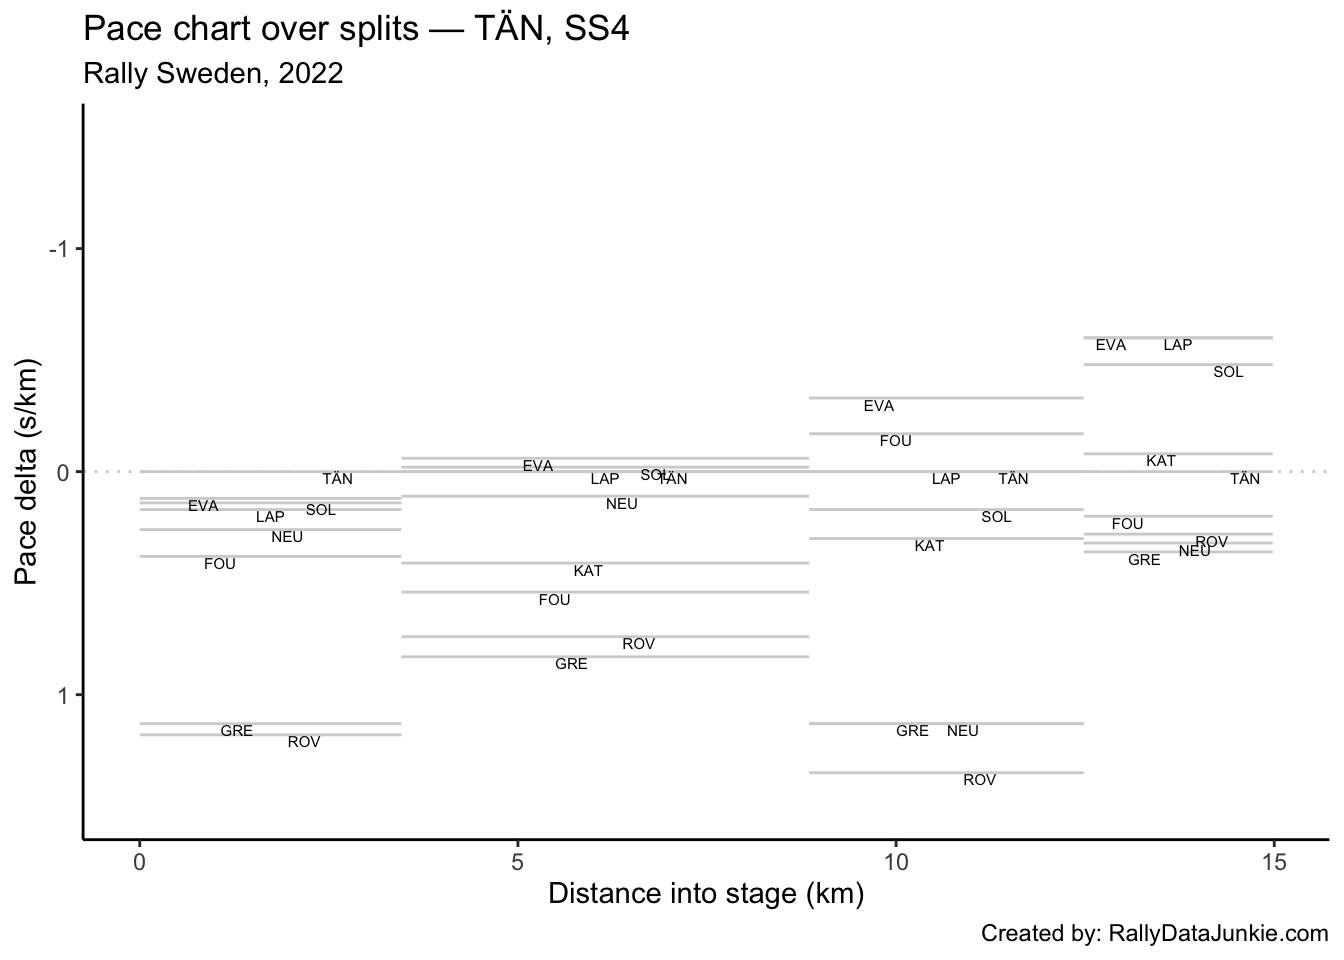 Pace chart over splits — TÄN, SS4
Rally Sweden, 2022
Pace delta (s/km)
-1
0
1
EVA LAP
SOL
EVA
FOU
KAT
EVA
SOL
TÄN LAP TÄN LAP TÄN TÄN
EVA SOL NEU
LAP SOL FOU
NEU KAT ROV
NEU
FOU KAT GRE
FOU
ROV
GRE
GRE GRE NEU
ROV
ROV
0 5 10 15
Distance into stage (km)
Created by: RallyDataJunkie.com